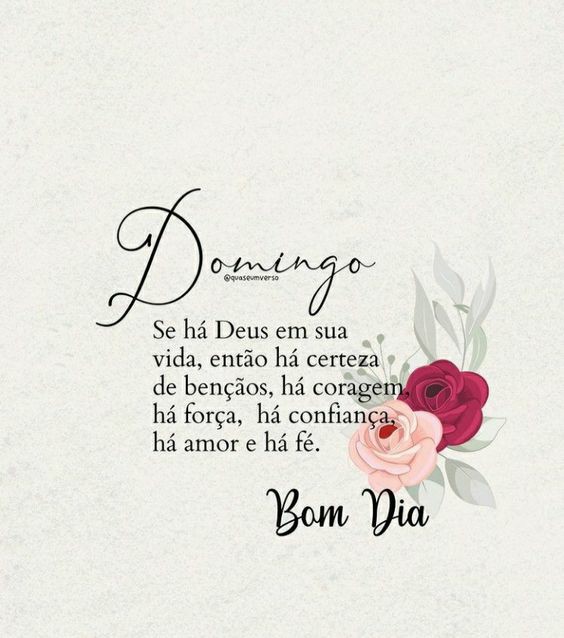 Domingo
@quaseumverso
Se há Deus em sua
vida, então há certeza
de bençãos, há coragem,
há força,  há confiança,
há amor e há fé.
Bom Dia